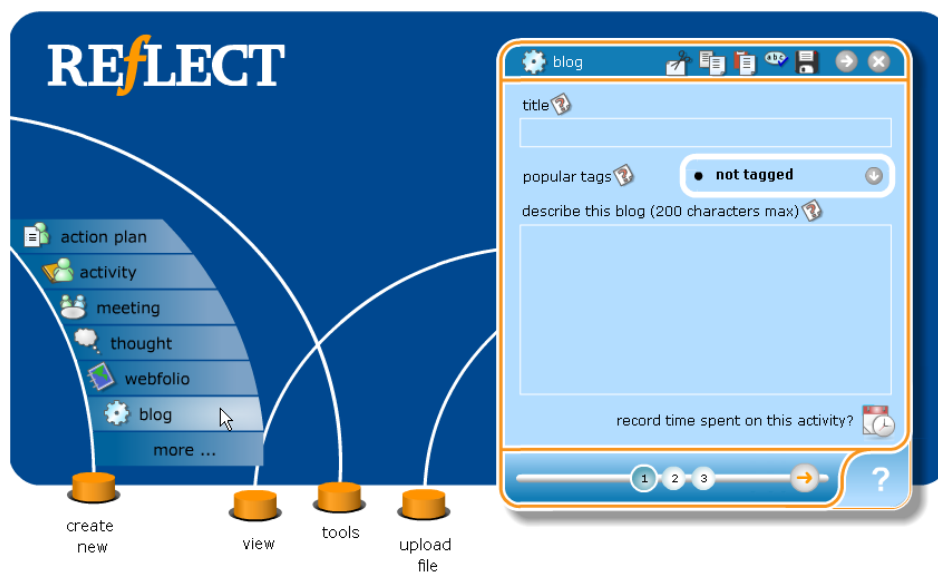 REfLECT
action plan
activity
meeting
thought
webfolio
blog
more ...
create
new
view
tools
upload
file
blog
abc
title
popular tags
not tagged
describe this blog (200 characters max)
record time spent on this activity?
1 2 3
?